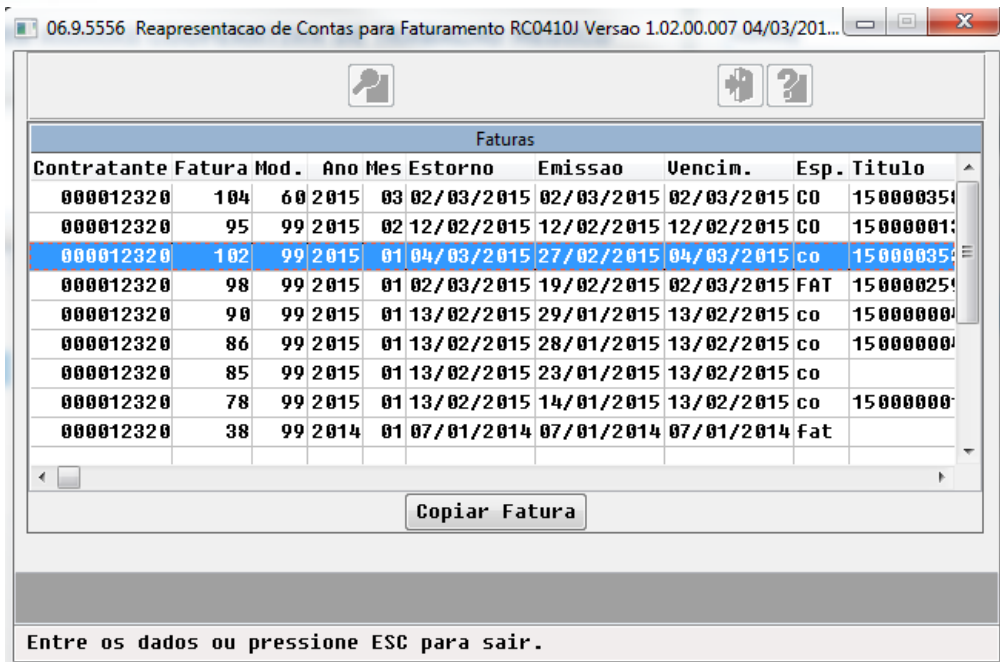 06.9.5556 Reapresentacao de Contas para Faturamento RC0410J Versao 1.02.00.007 04/03/201...
Faturas
Contratante Fatura Mod. Ano Mes Estorno Emissao Vencim. Esp. Titulo
000012320 104 60 2015 03 02/03/2015 02/03/2015 02/03/2015 CO 15000035
000012320 95 99 2015 02 12/02/2015 12/02/2015 12/02/2015 CO 15000001
000012320 102 99 2015 01 04/03/2015 27/02/2015 04/03/2015 co 15000035
000012320 98 99 2015 01 02/03/2015 19/02/2015 02/03/2015 FAT 15000025
000012320 90 99 2015 01 13/02/2015 29/01/2015 13/02/2015 co 15000000
000012320 86 99 2015 01 13/02/2015 28/01/2015 13/02/2015 co 15000000
000012320 85 99 2015 01 13/02/2015 23/01/2015 13/02/2015 co
000012320 78 99 2015 01 13/02/2015 14/01/2015 13/02/2015 co 15000000
000012320 38 99 2014 01 07/01/2014 07/01/2014 07/01/2014 fat
Copiar Fatura
Entre os dados ou pressione ESC para sair.